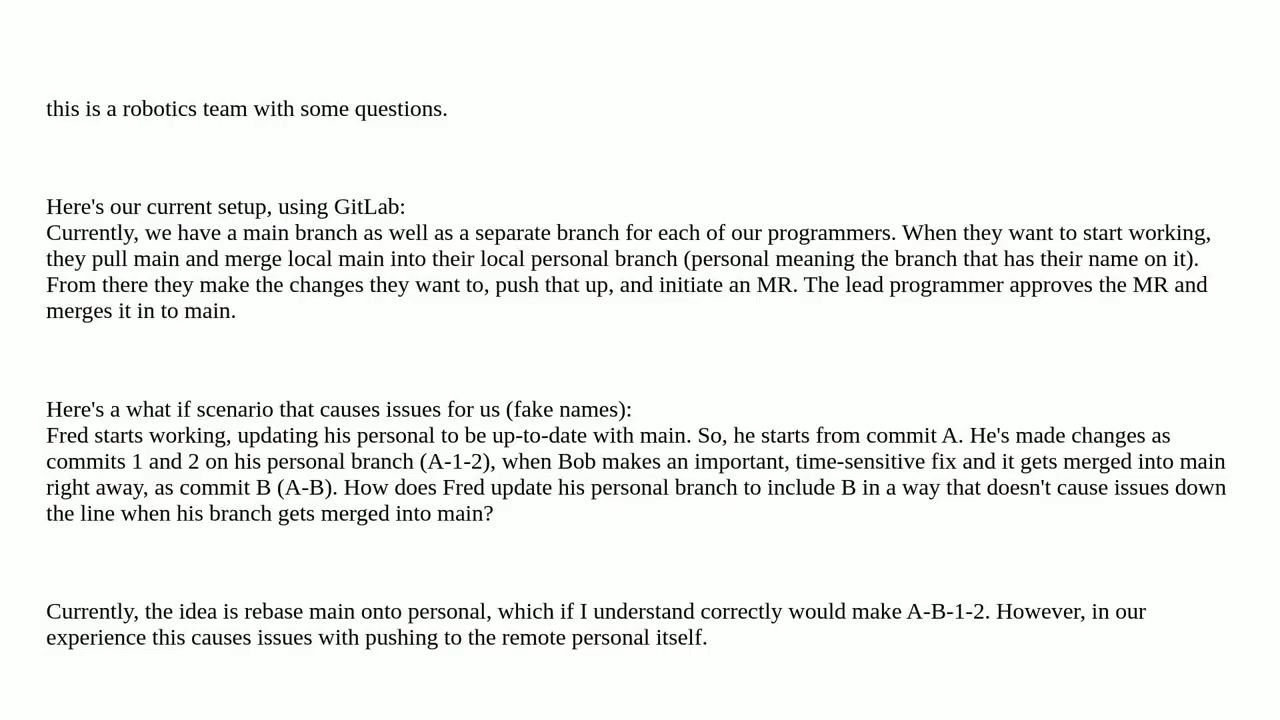 this is a robotics team with some questions.
Here's our current setup, using GitLab:
Currently, we have a main branch as well as a separate branch for each of our programmers. When they want to start working,
they pull main and merge local main into their local personal branch (personal meaning the branch that has their name on it).
From there they make the changes they want to, push that up, and initiate an MR. The lead programmer approves the MR and
merges it in to main.
Here's a what if scenario that causes issues for us (fake names):
Fred starts working, updating his personal to be up-to-date with main. So, he starts from commit A. He's made changes as
commits 1 and 2 on his personal branch (A-1-2), when Bob makes an important, time-sensitive fix and it gets merged into main
right away, as commit B (A-B). How does Fred update his personal branch to include B in a way that doesn't cause issues down
the line when his branch gets merged into main?
Currently, the idea is rebase main onto personal, which if I understand correctly would make A-B-1-2. However, in our
experience this causes issues with pushing to the remote personal itself.